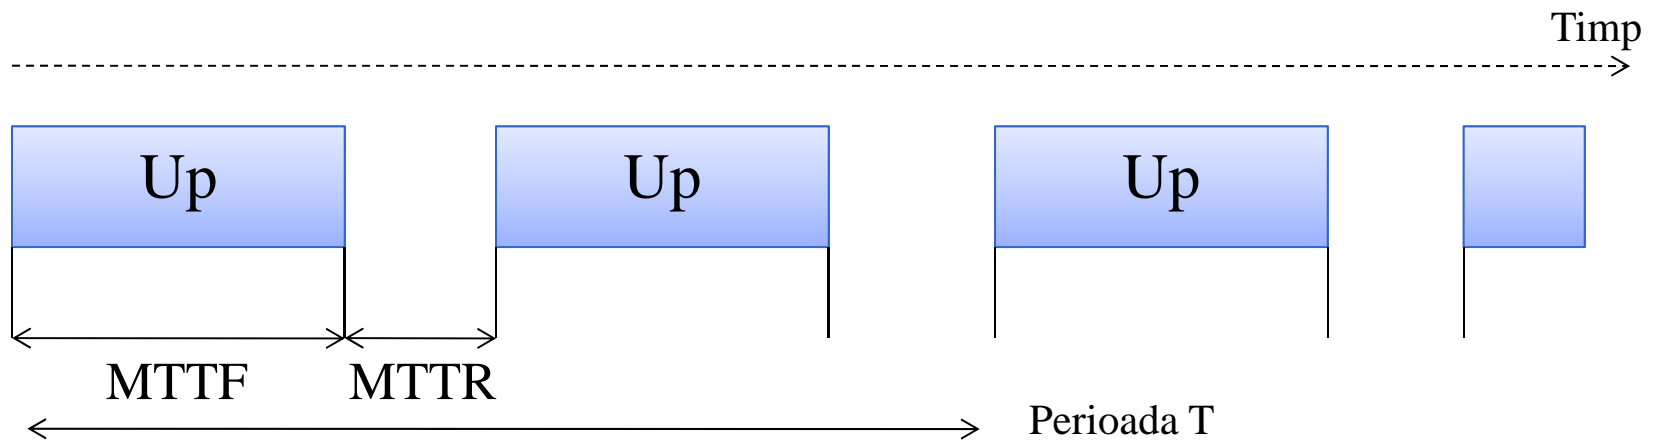 Timp
Up
Up
Up
MTTF
MTTR
Perioada T